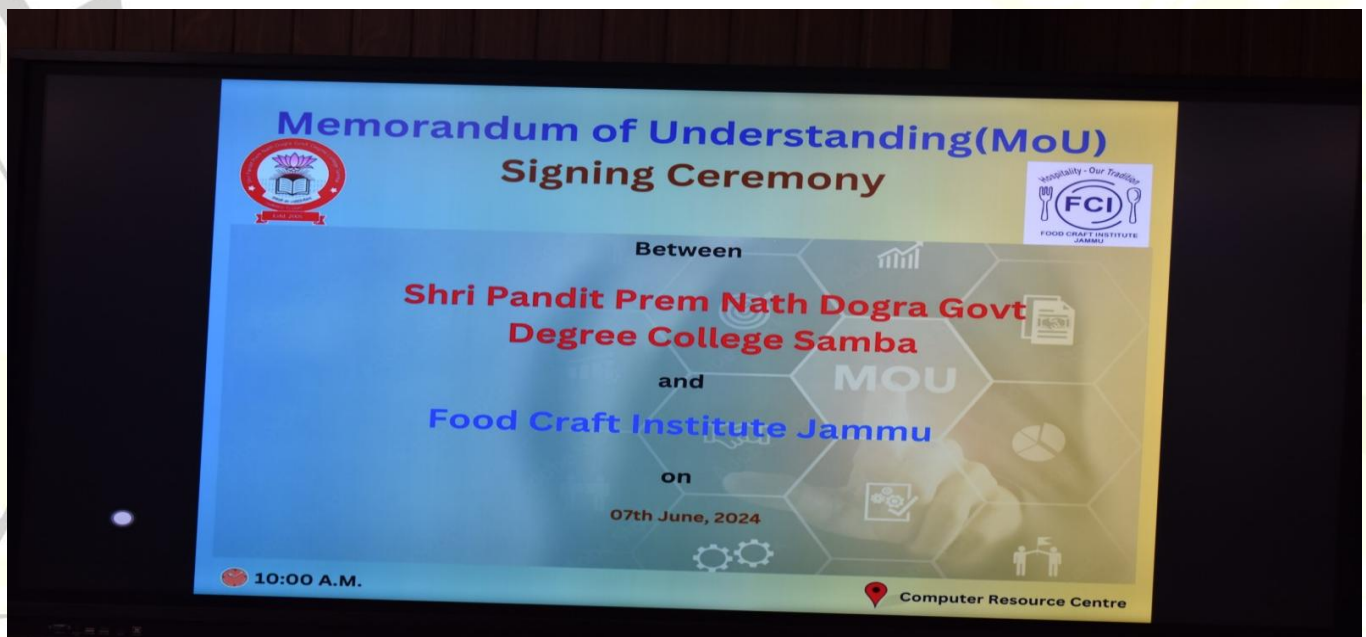 Memorandum of Understanding(MoU)
Signing Ceremony
Hospitality - Our Tradition
FCI
FOOD CRAFT INSTITUTE
JAMMU
Between
Shri Pandit Prem Nath Dogra Govt
Degree College Samba
and
MOU
Food Craft Institute Jammu
on
07th June, 2024
10:00 A.M.
Computer Resource Centre